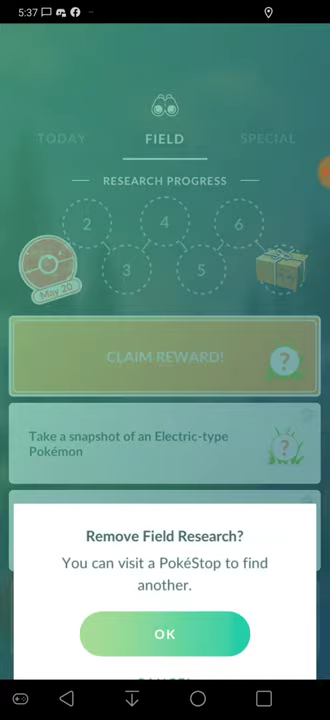 5:37
TODAY FIELD SPECIAL
RESEARCH PROGRESS
2 4 6
May 20 3 5
CLAIM REWARD! ?
Take a snapshot of an Electric-type
Pokémon
?
Remove Field Research?
You can visit a PokéStop to find
another.
OK
CANCEL